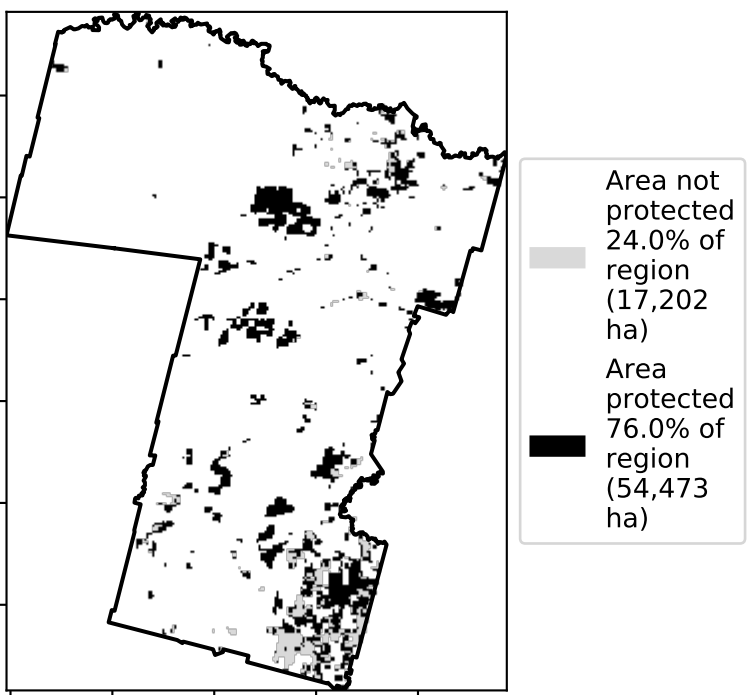 Area not
protected
24.0% of
region
(17,202
ha)
Area
protected
76.0% of
region
(54,473
ha)